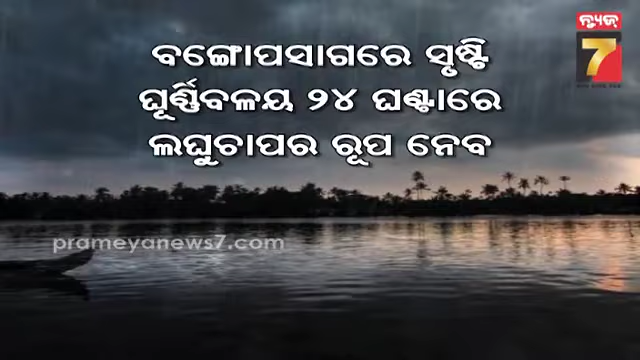 ନ୍ୟୁଜ୍
7
ବଙ୍ଗୋପସାଗରେ ସୃଷ୍ଟି
ଘୂର୍ଣ୍ଣିବଳୟ ୨୪ ଘଣ୍ଟାରେ
ଲଘୁଚାପର ରୂପ ନେବ
prameyanews7.com